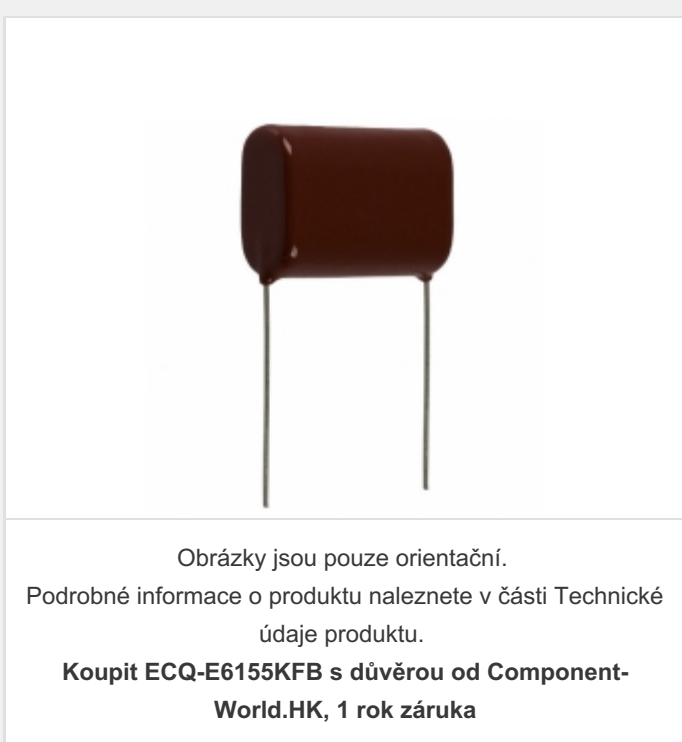 Obrázky jsou pouze orientační.
Podrobné informace o produktu naleznete v části Technické
údaje produktu.
Koupit ECQ-E6155KFB s důvěrou od Component-
World.HK, 1 rok záruka